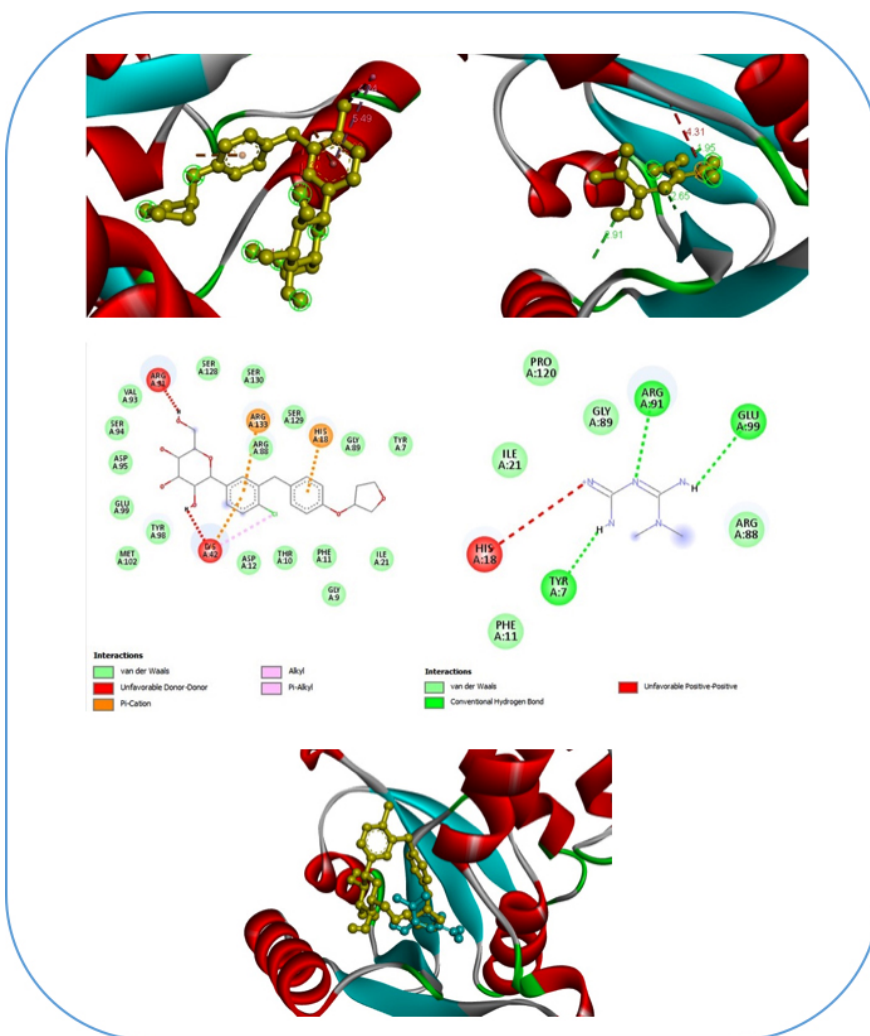 5.49
4.31
1.95
2.65
2.91
ARG A:91
SER A:128
SER A:130
VAL A:93
SER A:94
ARG A:133
SER A:129
HIS A:18
ARG A:88
GLY A:89
TYR A:7
ASP A:95
GLU A:99
TYR A:98
MET A:102
A:42
ASP A:12
THR A:10
PHE A:11
ILE A:21
GLY A:9
Interactions
van der Waals
Unfavorable Donor-Donor
Pi-Cation
Alkyl
Pi-Alkyl
PRO A:120
ARG A:91
GLY A:89
GLU A:99
ILE A:21
N
N
N
H
H
N
N
ARG A:88
HIS A:18
TYR A:7
PHE A:11
Interactions
van der Waals
Conventional Hydrogen Bond
Unfavorable Positive-Positive